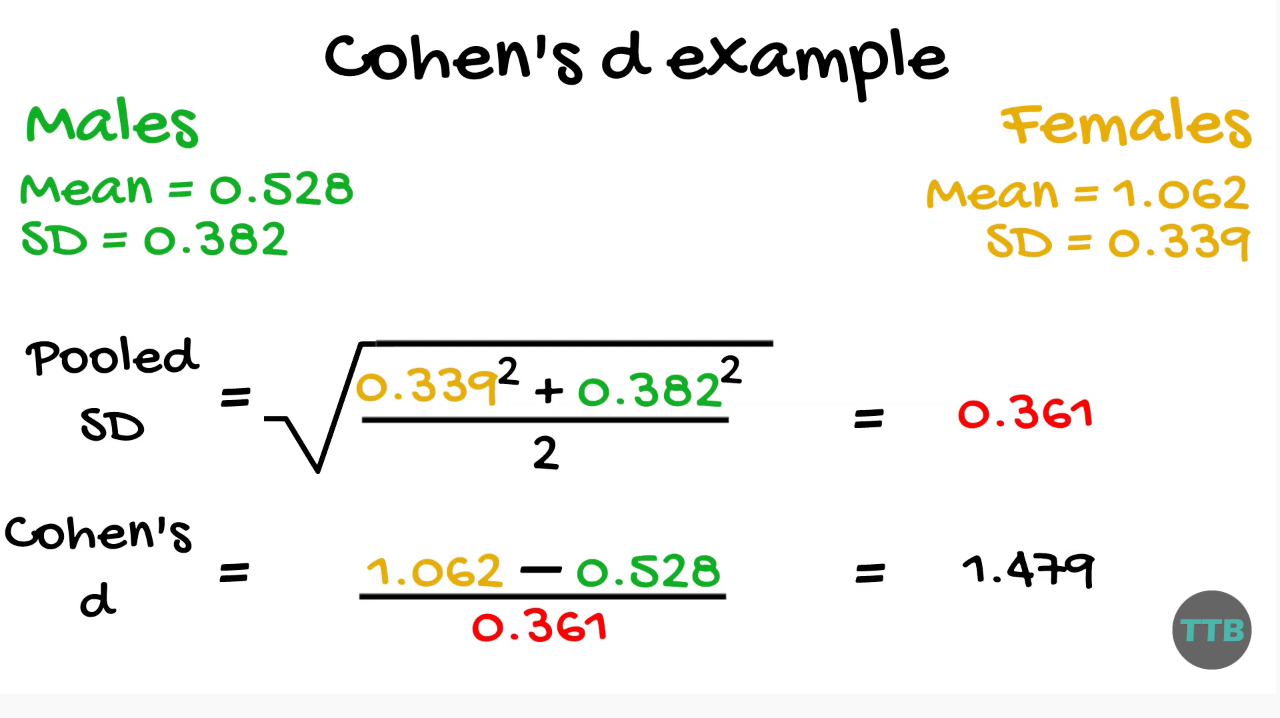 Cohen's d example
Males
Mean = 0.528
SD = 0.382
Females
Mean = 1.062
SD = 0.339
Pooled
SD
= √ 0.339² + 0.382² = 0.361
2
Cohen's
d
= 1.062 – 0.528 = 1.479
0.361
TTB